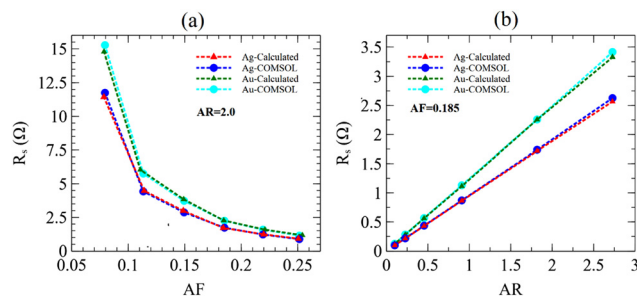 (a)
15
12.5
10
7.5
5
2.5
0
Rs (Ω)
Ag-Calculated
Ag-COMSOL
Au-Calculated
Au-COMSOL
AR=2.0
0.05 0.1 0.15 0.2 0.25
AF
(b)
3.5
3
2.5
2
1.5
1
0.5
0
Rs (Ω)
Ag-Calculated
Ag-COMSOL
Au-Calculated
Au-COMSOL
AF=0.185
0 0.5 1 1.5 2 2.5 3
AR